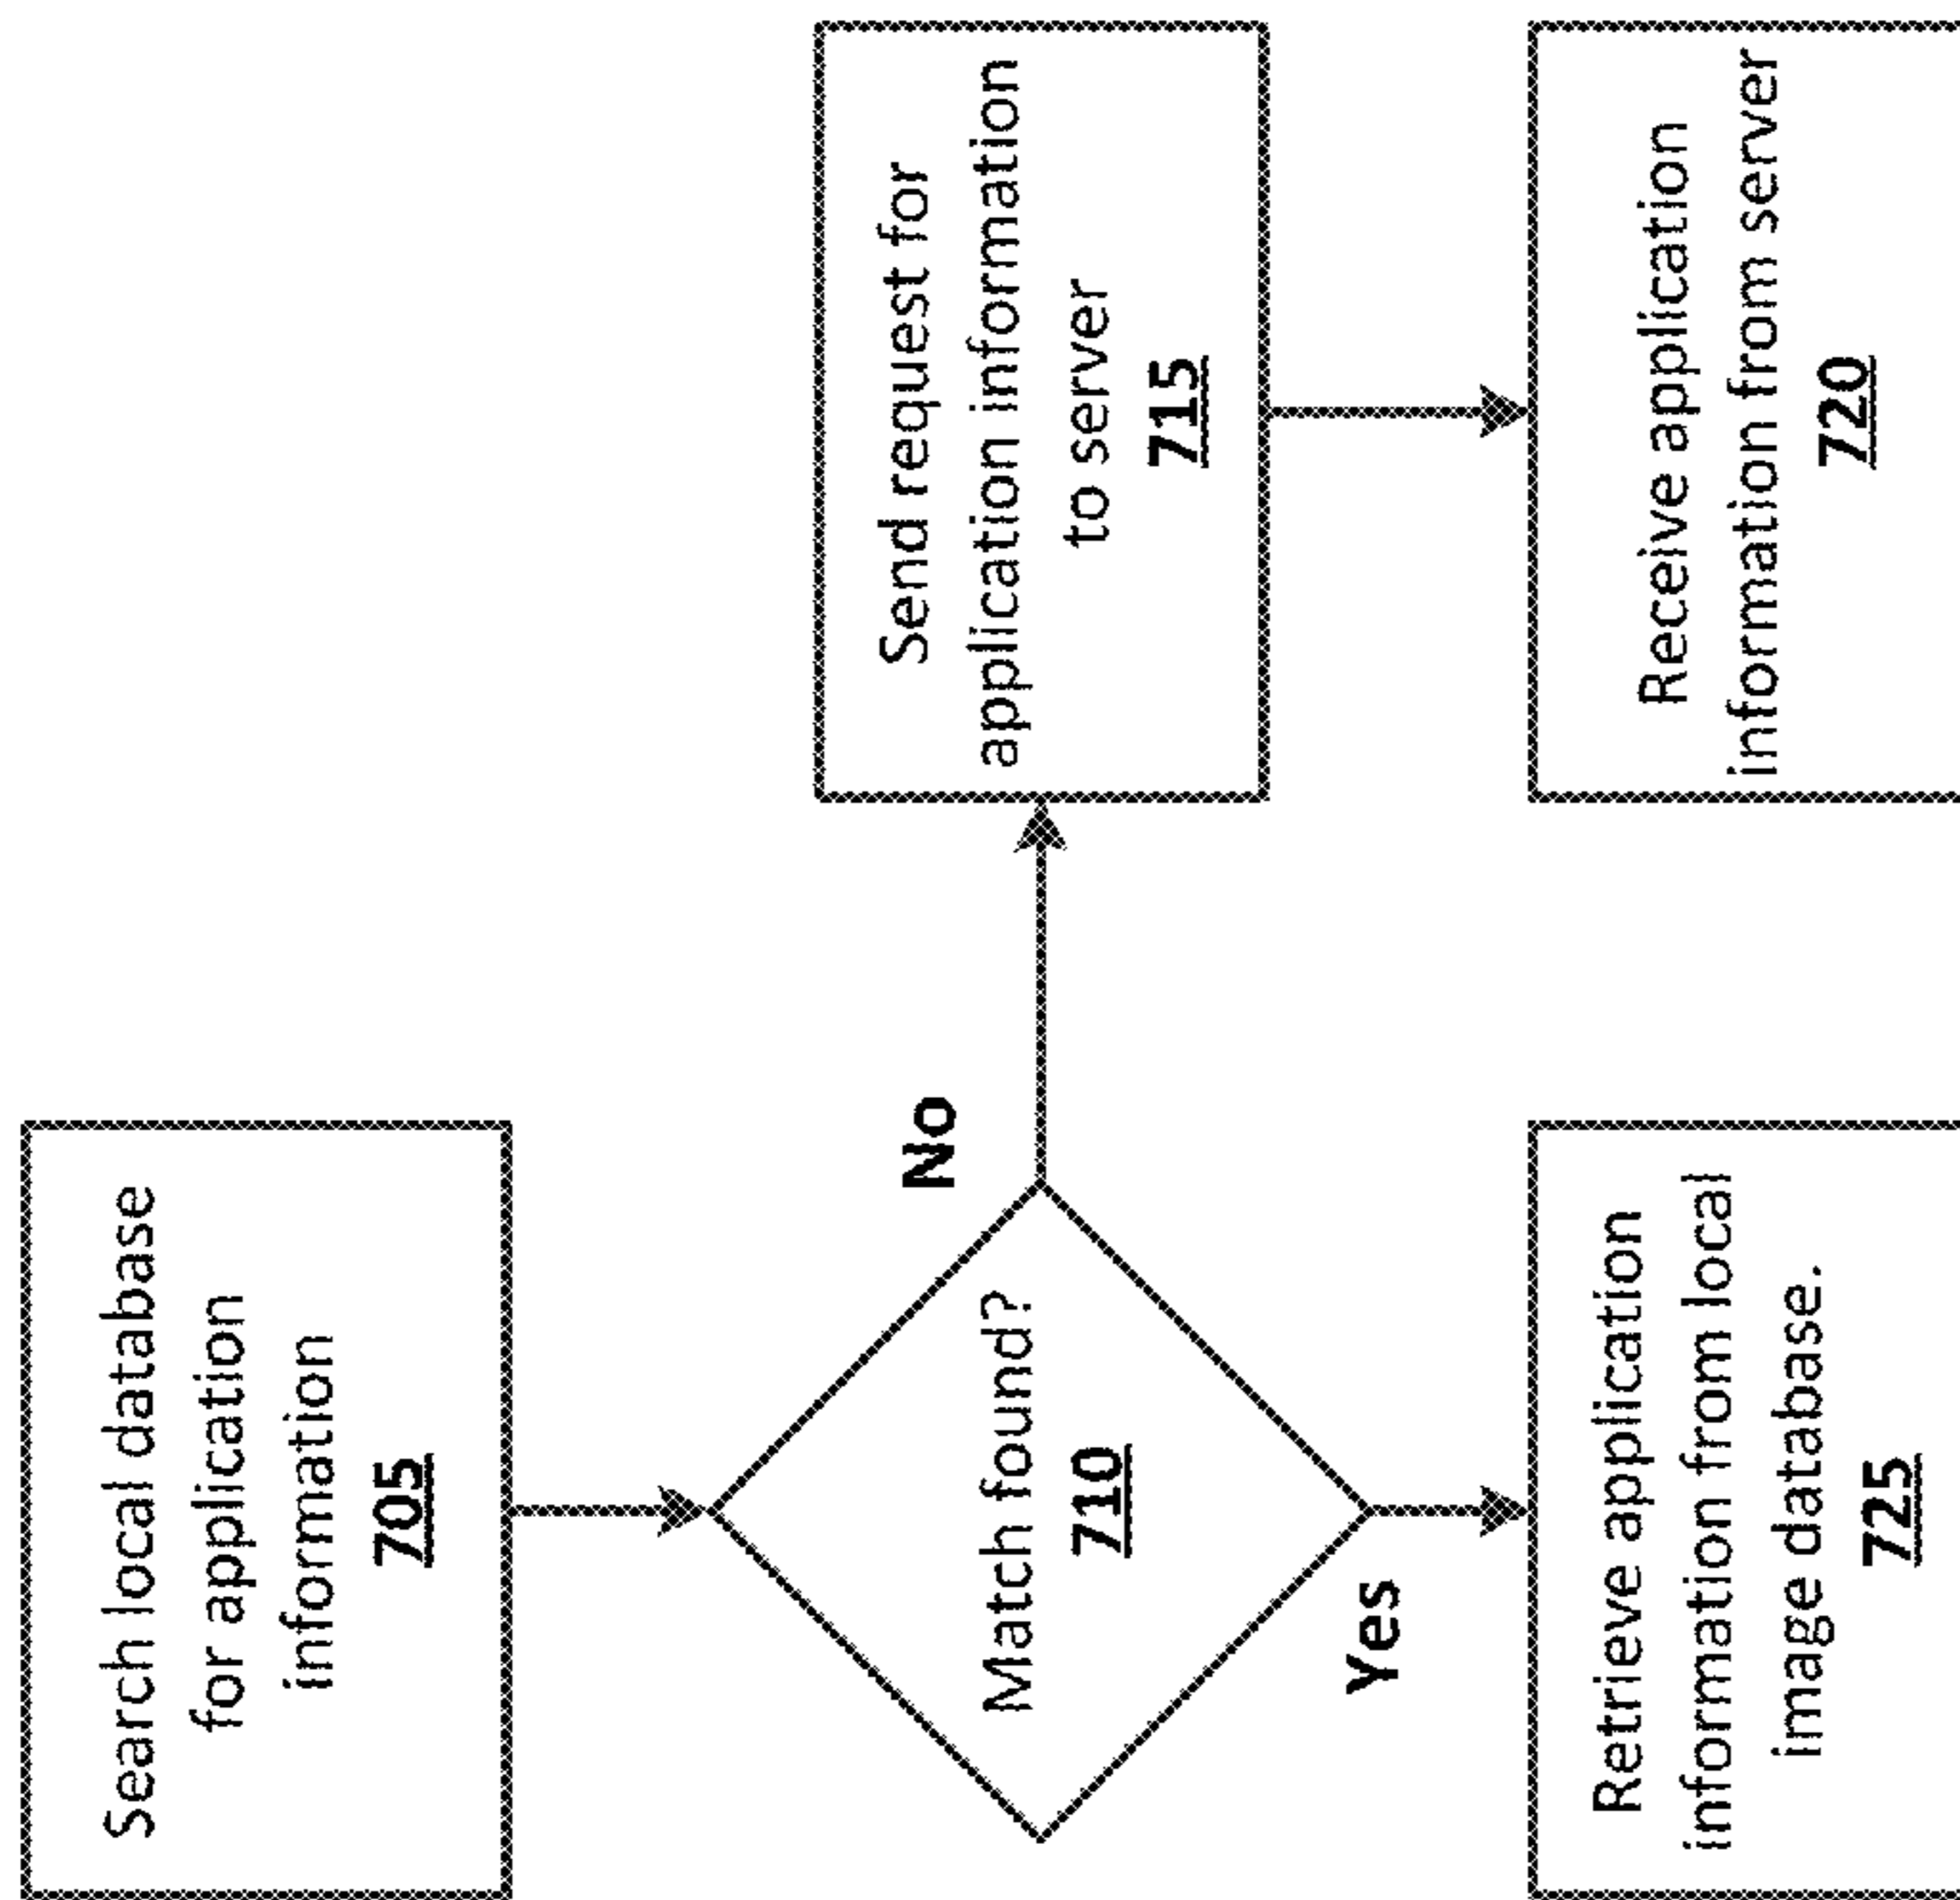 Search local database
for application
information
705
Match found?
710
No
Yes
Send request for
application information
to server
715
Receive application
information from server
720
Retrieve application
information from local
image database.
725